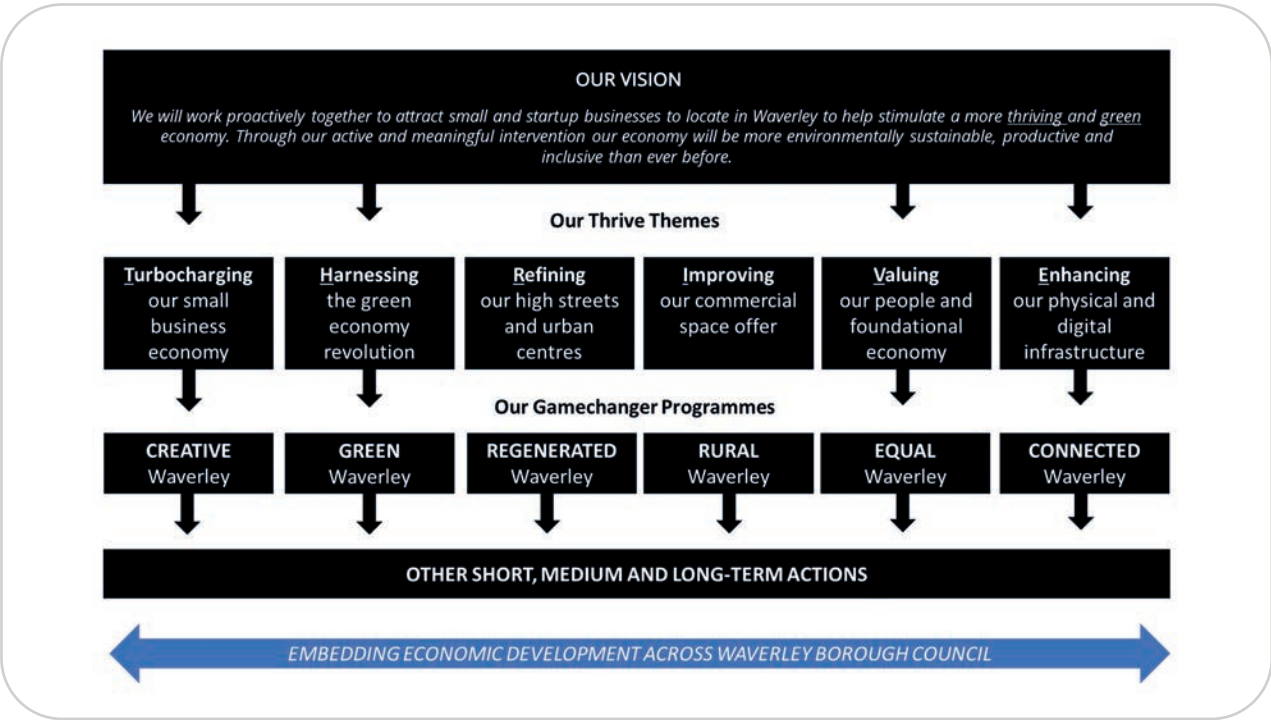 OUR VISION
We will work proactively together to attract small and startup businesses to locate in Waverley to help stimulate a more thriving and green
economy. Through our active and meaningful intervention our economy will be more environmentally sustainable, productive and
inclusive than ever before.
Our Thrive Themes
Turbocharging
our small
business
economy
Harnessing
the green
economy
revolution
Refining
our high streets
and urban
centres
Improving
our commercial
space offer
Valuing
our people and
foundational
economy
Enhancing
our physical and
digital
infrastructure
Our Gamechanger Programmes
CREATIVE
Waverley
GREEN
Waverley
REGENERATED
Waverley
RURAL
Waverley
EQUAL
Waverley
CONNECTED
Waverley
OTHER SHORT, MEDIUM AND LONG-TERM ACTIONS
EMBEDDING ECONOMIC DEVELOPMENT ACROSS WAVERLEY BOROUGH COUNCIL